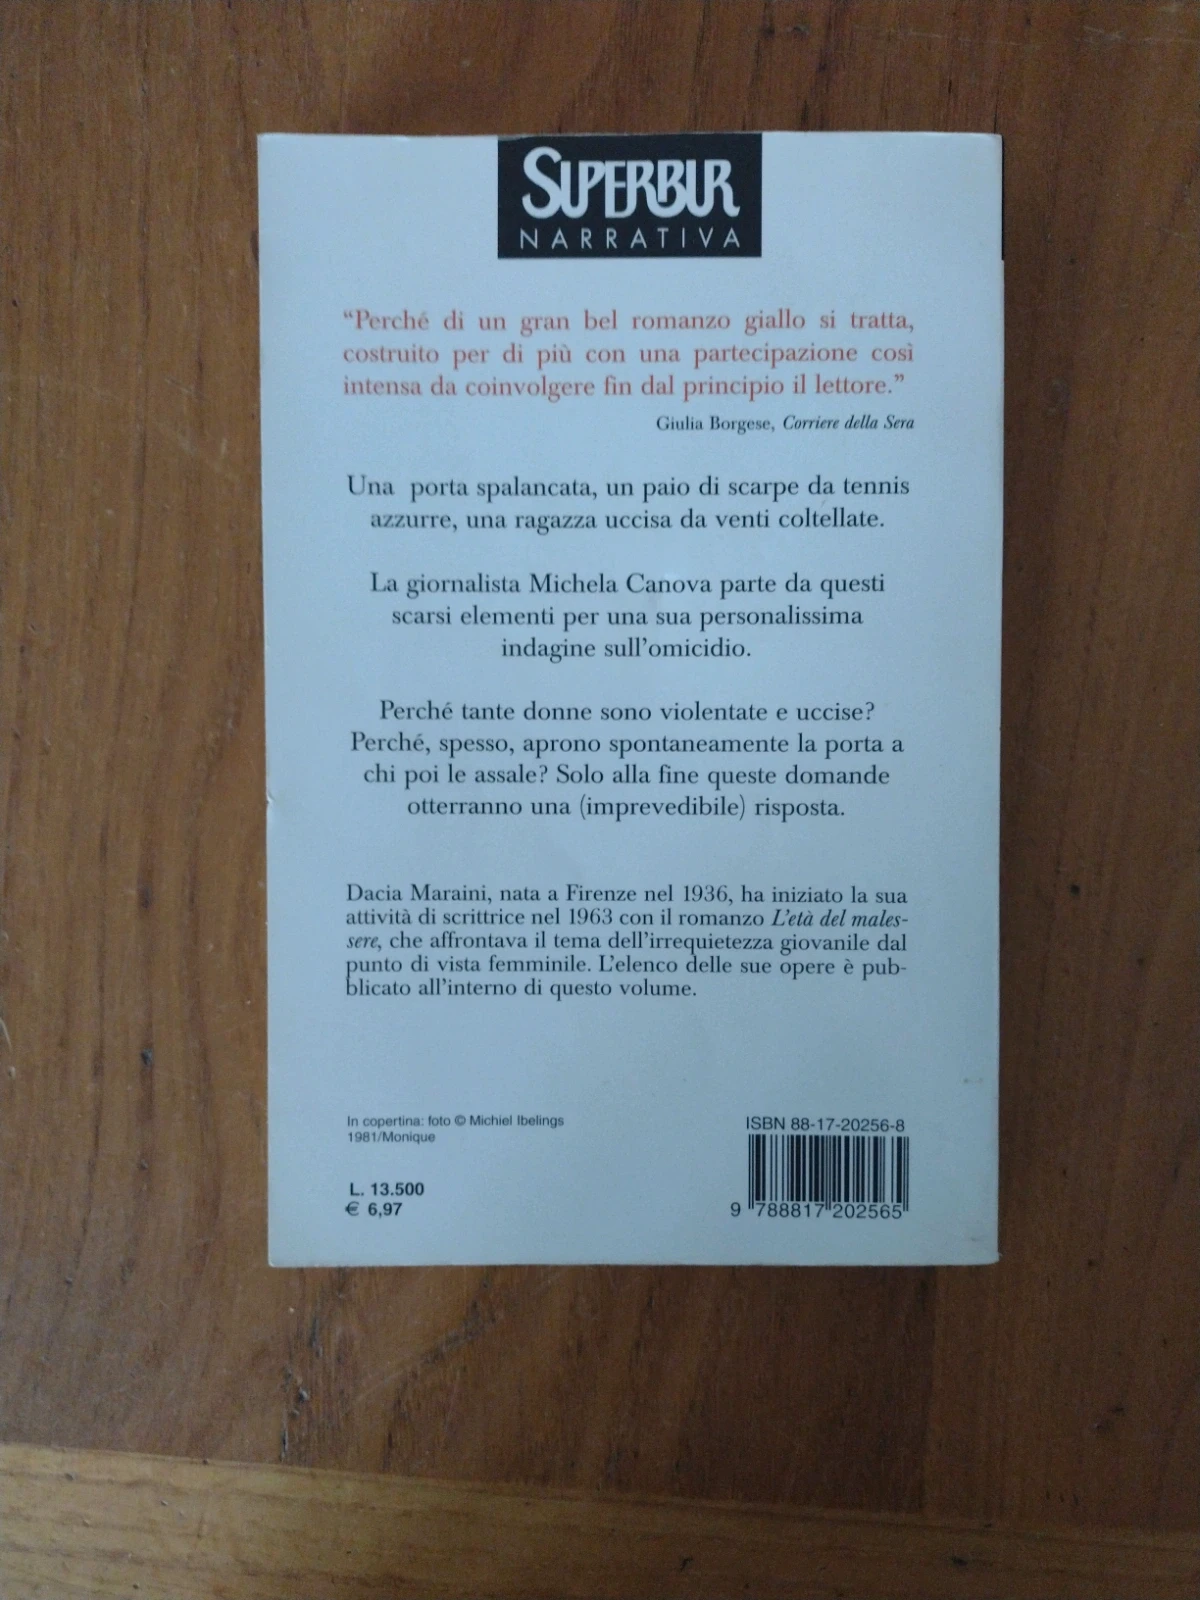 SUPERBUR
NARRATIVA
“Perché di un gran bel romanzo giallo si tratta,
costruito per di più con una partecipazione così
intensa da coinvolgere fin dal principio il lettore.”
Giulia Borgese, Corriere della Sera
Una porta spalancata, un paio di scarpe da tennis
azzurre, una ragazza uccisa da venti coltellate.
La giornalista Michela Canova parte da questi
scarsi elementi per una sua personalissima
indagine sull’omicidio.
Perché tante donne sono violentate e uccise?
Perché, spesso, aprono spontaneamente la porta a
chi poi le assale? Solo alla fine queste domande
otterranno una (imprevedibile) risposta.
Dacia Maraini, nata a Firenze nel 1936, ha iniziato la sua
attività di scrittrice nel 1963 con il romanzo L’età del males-
sere, che affrontava il tema dell’irrequietezza giovanile dal
punto di vista femminile. L’elenco delle sue opere è pub-
blicato all’interno di questo volume.
In copertina: foto © Michiel Ibelings
1981/Monique
L. 13.500
€ 6,97
ISBN 88-17-20256-8
9 788817 202565